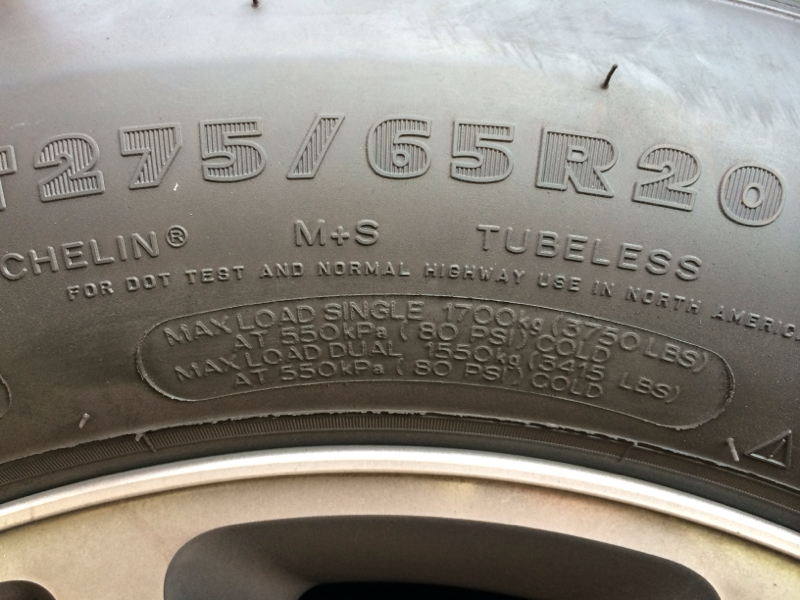 T275/65R20
CHELIN® M+S TUBELESS
FOR DOT TEST AND NORMAL HIGHWAY USE IN NORTH AMERIC
MAX LOAD SINGLE 1700kg (3750 LBS)
AT 550kPa ( 80 PSI) COLD
MAX LOAD DUAL 1550kg (3415 LBS)
AT 550kPa ( 80 PSI) COLD